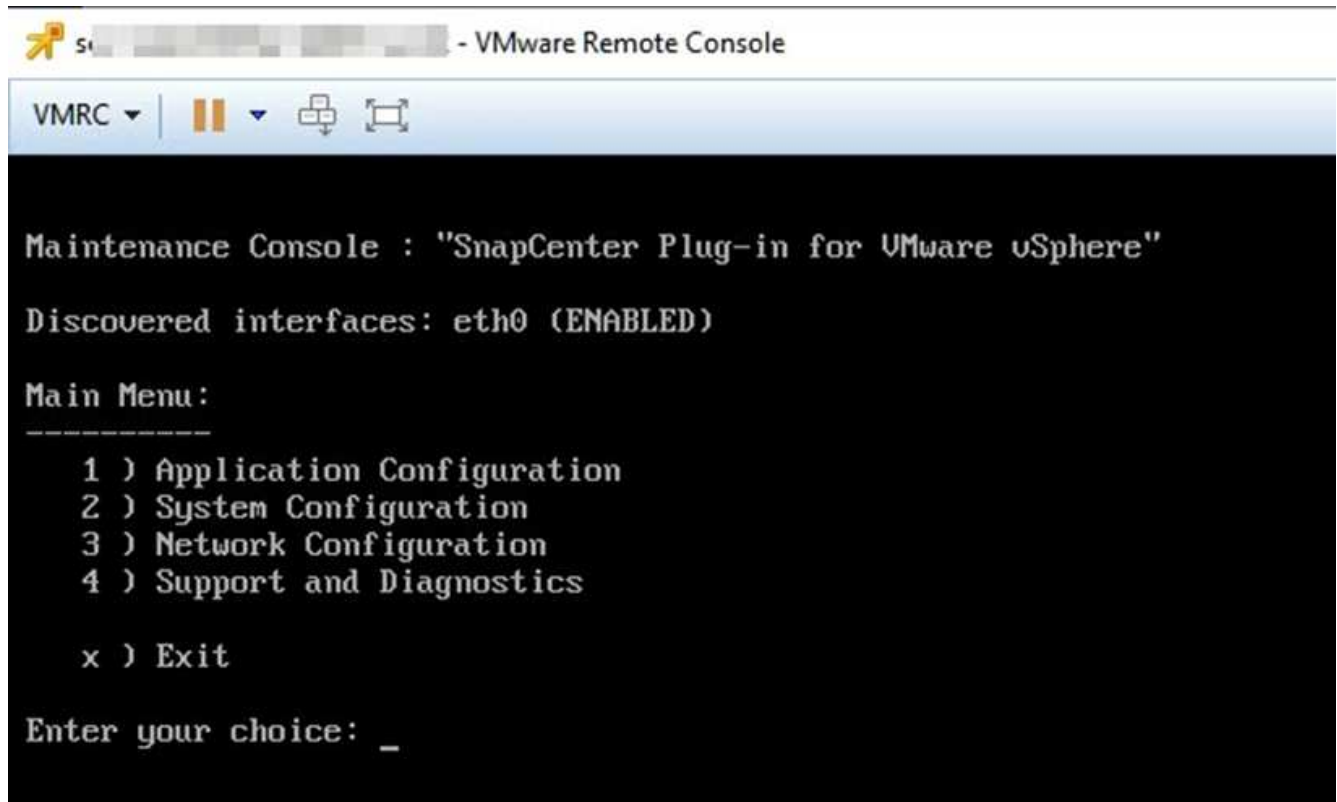 - VMware Remote Console
VMRC
Maintenance Console : "SnapCenter Plug-in for VMware vSphere"
Discovered interfaces: eth0 (ENABLED)
Main Menu:
----------
1 ) Application Configuration
2 ) System Configuration
3 ) Network Configuration
4 ) Support and Diagnostics
x ) Exit
Enter your choice: _